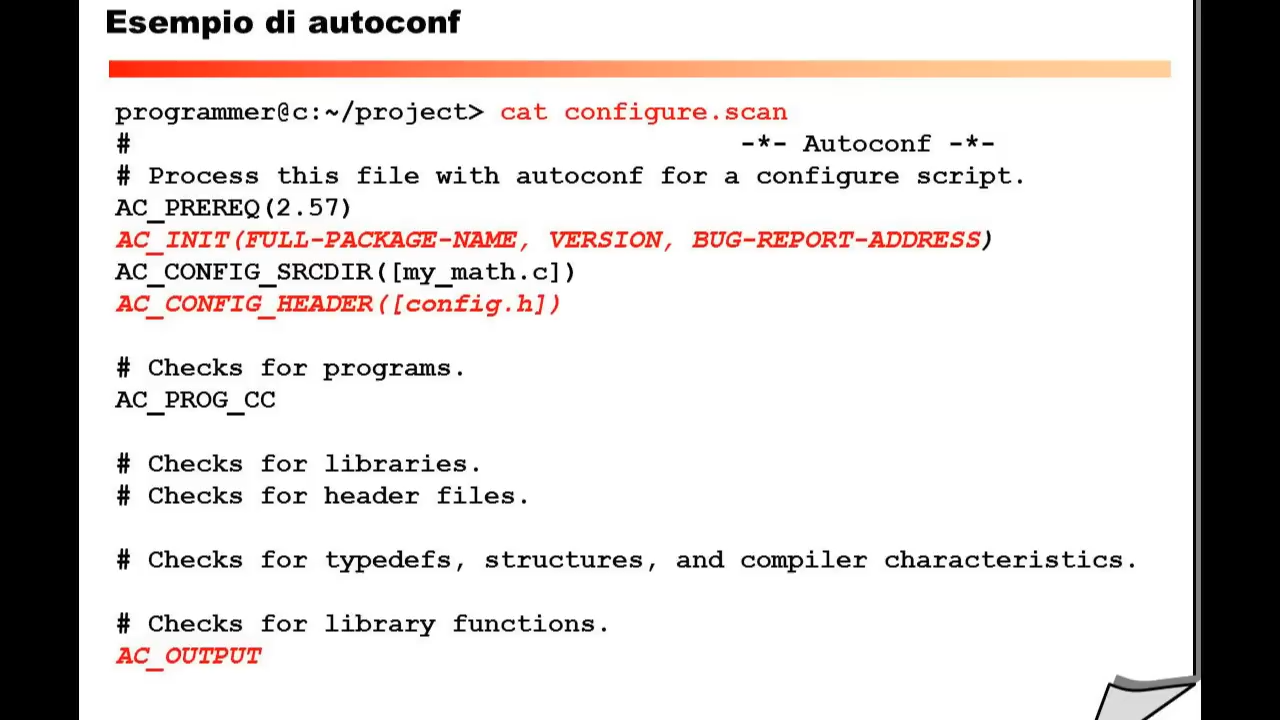 Esempio di autoconf
programmer@c:~/project> cat configure.scan
# -*- Autoconf -*-
# Process this file with autoconf for a configure script.
AC_PREREQ(2.57)
AC_INIT(FULL-PACKAGE-NAME, VERSION, BUG-REPORT-ADDRESS)
AC_CONFIG_SRCDIR([my_math.c])
AC_CONFIG_HEADER([config.h])
# Checks for programs.
AC_PROG_CC
# Checks for libraries.
# Checks for header files.
# Checks for typedefs, structures, and compiler characteristics.
# Checks for library functions.
AC_OUTPUT